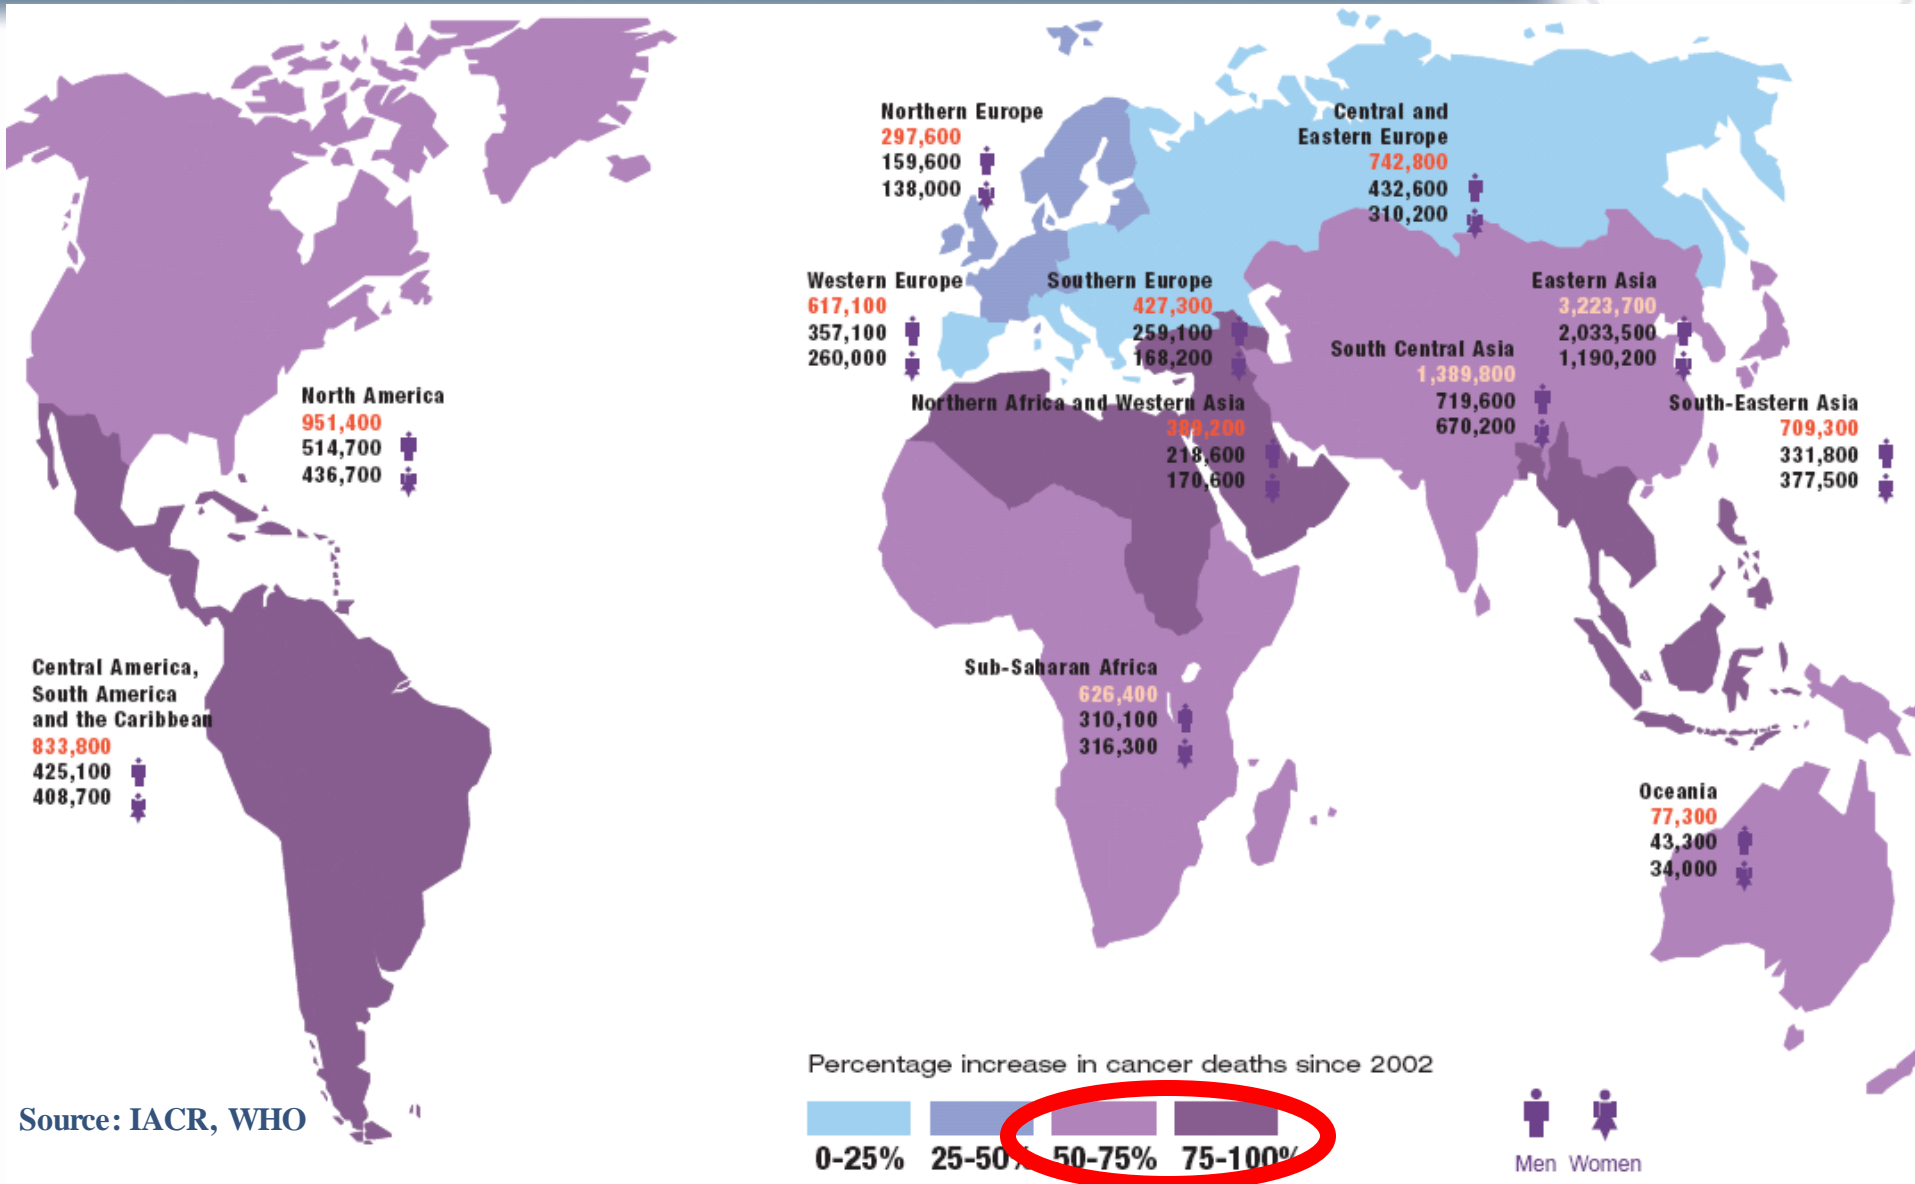 Northern Europe
297,600
159,600
138,000
Central and
Eastern Europe
742,800
432,600
310,200
Western Europe
617,100
357,100
260,000
Southern Europe
427,300
259,100
168,200
Eastern Asia
3,223,700
2,033,500
1,190,200
South Central Asia
1,389,800
719,600
670,200
North America
951,400
514,700
436,700
Northern Africa and Western Asia
389,200
218,600
170,600
South-Eastern Asia
709,300
331,800
377,500
Central America,
South America
and the Caribbean
833,800
425,100
408,700
Sub-Saharan Africa
626,400
310,100
316,300
Oceania
77,300
43,300
34,000
Percentage increase in cancer deaths since 2002
0-25% 25-50% 50-75% 75-100%
Men Women
Source: IACR, WHO